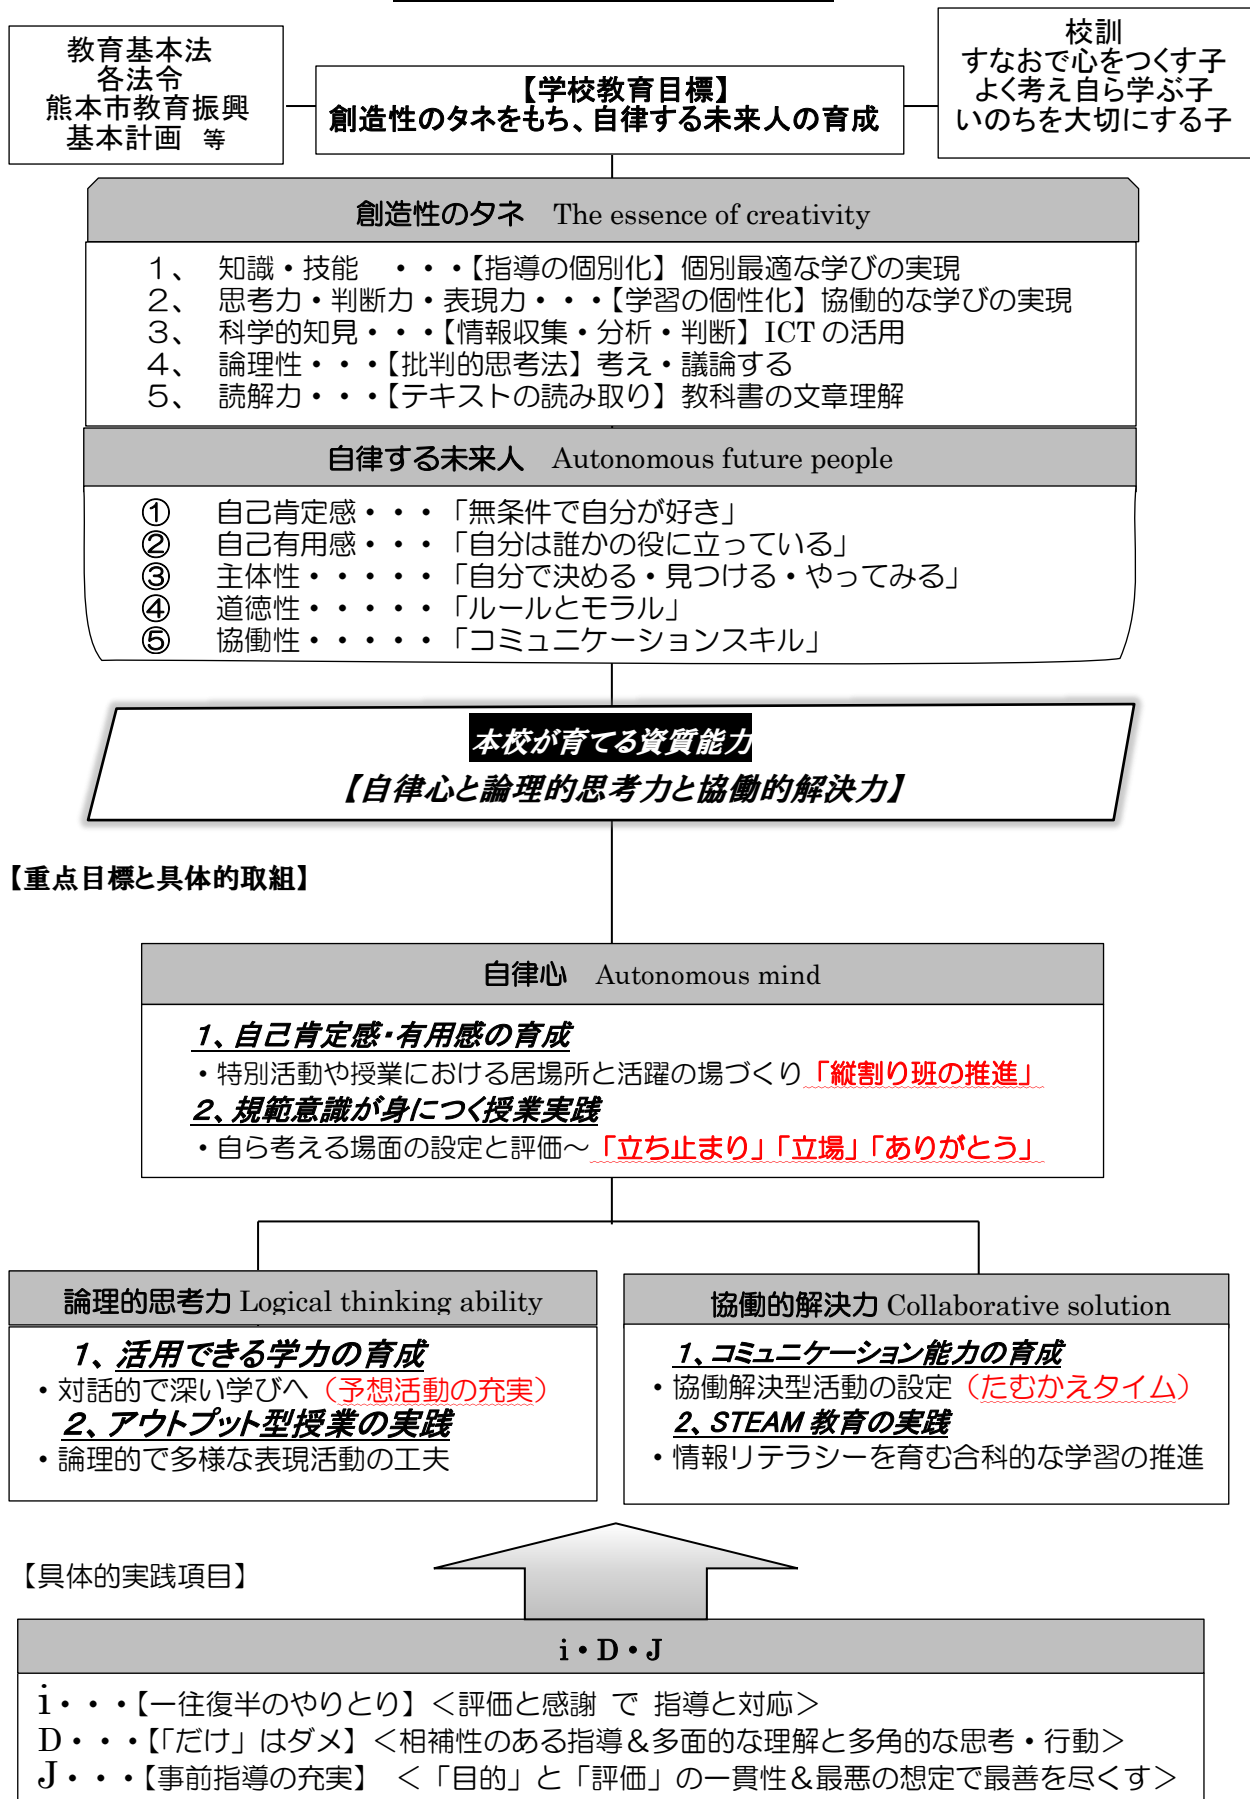 教育基本法
各法令
熊本市教育振興
基本計画 等
【学校教育目標】
創造性のタネをもち、自律する未来人の育成
校訓
すなおで心をつくす子
よく考え自ら学ぶ子
いのちを大切にする子
創造性のタネ The essence of creativity
１、 知識・技能 ・・・【指導の個別化】個別最適な学びの実現
２、 思考力・判断力・表現力・・・【学習の個性化】協働的な学びの実現
３、 科学的知見・・・【情報収集・分析・判断】ICTの活用
４、 論理性・・・【批判的思考法】考え・議論する
５、 読解力・・・【テキストの読み取り】教科書の文章理解
自律する未来人 Autonomous future people
① 自己肯定感・・・「無条件で自分が好き」
② 自己有用感・・・「自分は誰かの役に立っている」
③ 主体性・・・・・「自分で決める・見つける・やってみる」
④ 道徳性・・・・・「ルールとモラル」
⑤ 協働性・・・・・「コミュニケーションスキル」
本校が育てる資質能力
【自律心と論理的思考力と協働的解決力】
【重点目標と具体的取組】
自律心 Autonomous mind
１、自己肯定感・有用感の育成
・特別活動や授業における居場所と活躍の場づくり「縦割り班の推進」
２、規範意識が身につく授業実践
・自ら考える場面の設定と評価～「立ち止まり」「立場」「ありがとう」
論理的思考力 Logical thinking ability
１、活用できる学力の育成
・対話的で深い学びへ（予想活動の充実）
２、アウトプット型授業の実践
・論理的で多様な表現活動の工夫
協働的解決力 Collaborative solution
１、コミュニケーション能力の育成
・協働解決型活動の設定（たむかえタイム）
２、STEAM教育の実践
・情報リテラシーを育む合科的な学習の推進
【具体的実践項目】
i・D・J
i・・・【一往復半のやりとり】＜評価と感謝 で 指導と対応＞
D・・・【「だけ」はダメ】＜相補性のある指導＆多面的な理解と多角的な思考・行動＞
J・・・【事前指導の充実】 ＜「目的」と「評価」の一貫性＆最悪の想定で最善を尽くす＞